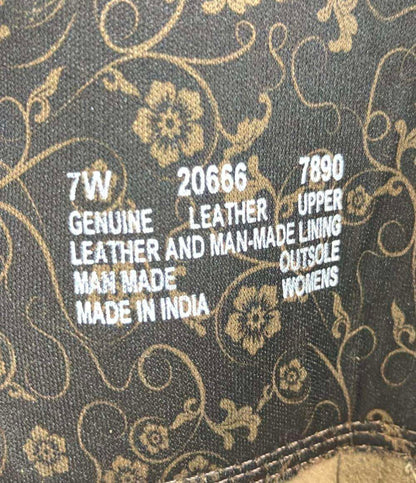 7W 20666 7890
GENUINE LEATHER UPPER
LEATHER AND MAN-MADE LINING
MAN MADE OUTSOLE
MADE IN INDIA WOMENS